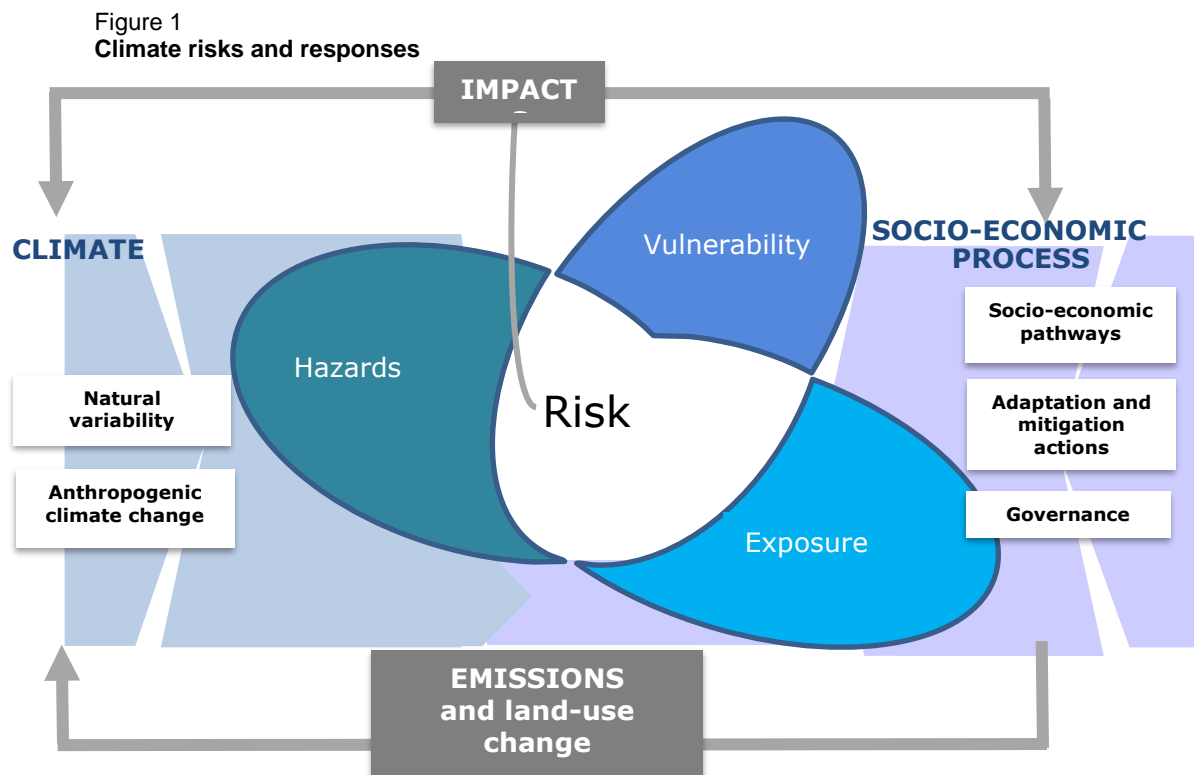 Figure 1
Climate risks and responses
IMPACT
Vulnerability
CLIMATE
SOCIO-ECONOMIC
PROCESS
Hazards
Socio-economic
pathways
Natural
variability
Risk
Adaptation and
mitigation
actions
Anthropogenic
climate change
Governance
Exposure
EMISSIONS
and land-use
change